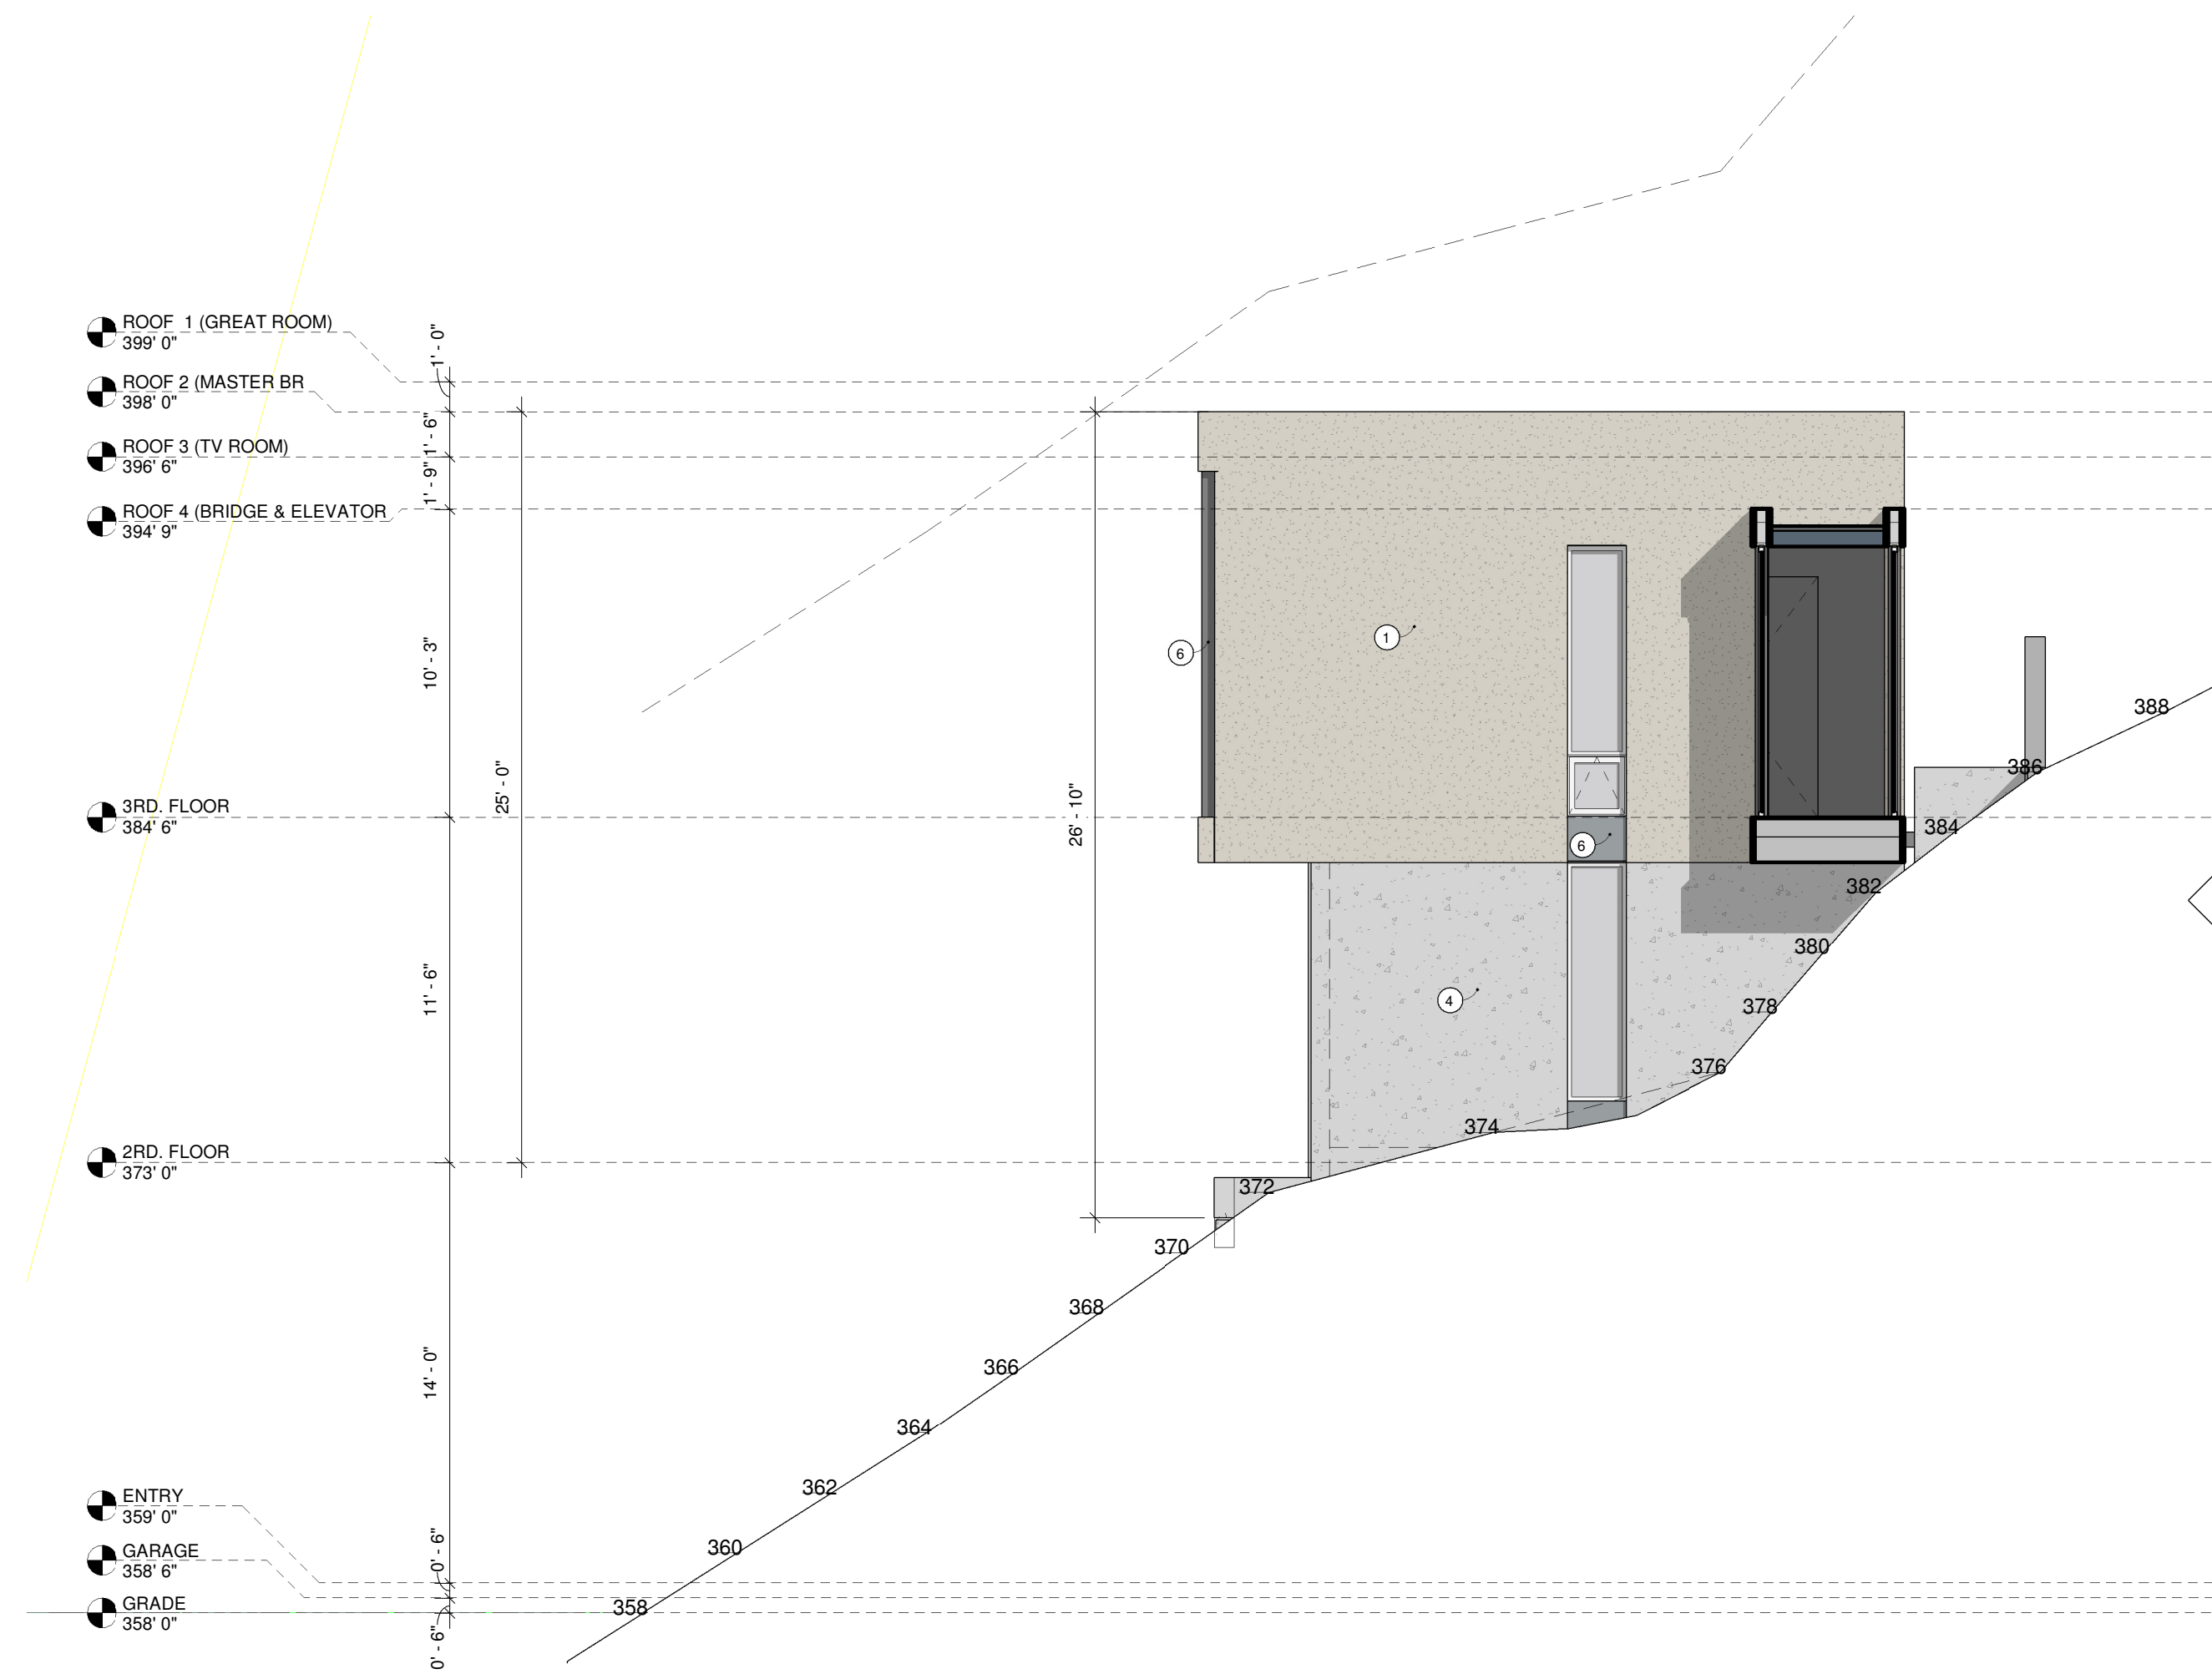 ROOF  1 (GREAT ROOM)
399' 0"
1' - 0"
ROOF 2 (MASTER BR
398' 0"
1' - 6"
ROOF 3 (TV ROOM)
396' 6"
1' - 9"
ROOF 4 (BRIDGE & ELEVATOR
394' 9"
10' - 3"
6
1
388
386
25' - 0"
26' - 10"
3RD. FLOOR
384' 6"
384
6
382
380
11' - 6"
4
378
376
374
2RD. FLOOR
373' 0"
372
370
368
14' - 0"
366
364
362
ENTRY
359' 0"
360
0' - 6"
GARAGE
358' 6"
GRADE
358' 0"
358
0' - 6"